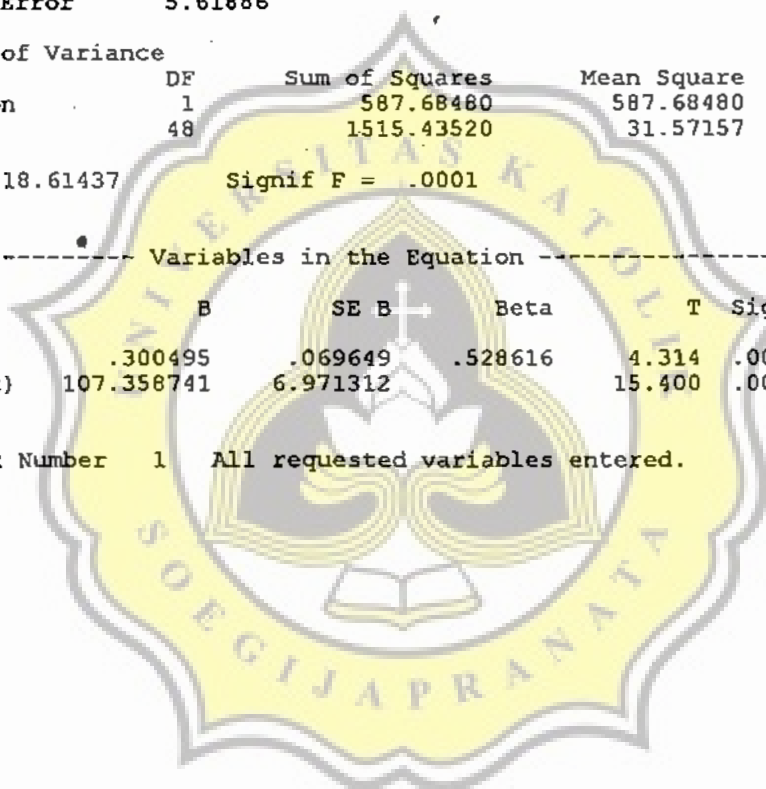 Error 5.61886
of Variance
DF Sum of Squares Mean Square
n 1 587.68480 587.68480
48 1515.43520 31.57157
18.61437 Signif F = .0001
--------- Variables in the Equation ---------------
B SE B Beta T Sig
.300495 .069649 .528616 4.314 .00
) 107.358741 6.971312 15.400 .00
Number 1 All requested variables entered.
UNIVERSITAS KATOLIK
SOEGIJAPRANATA